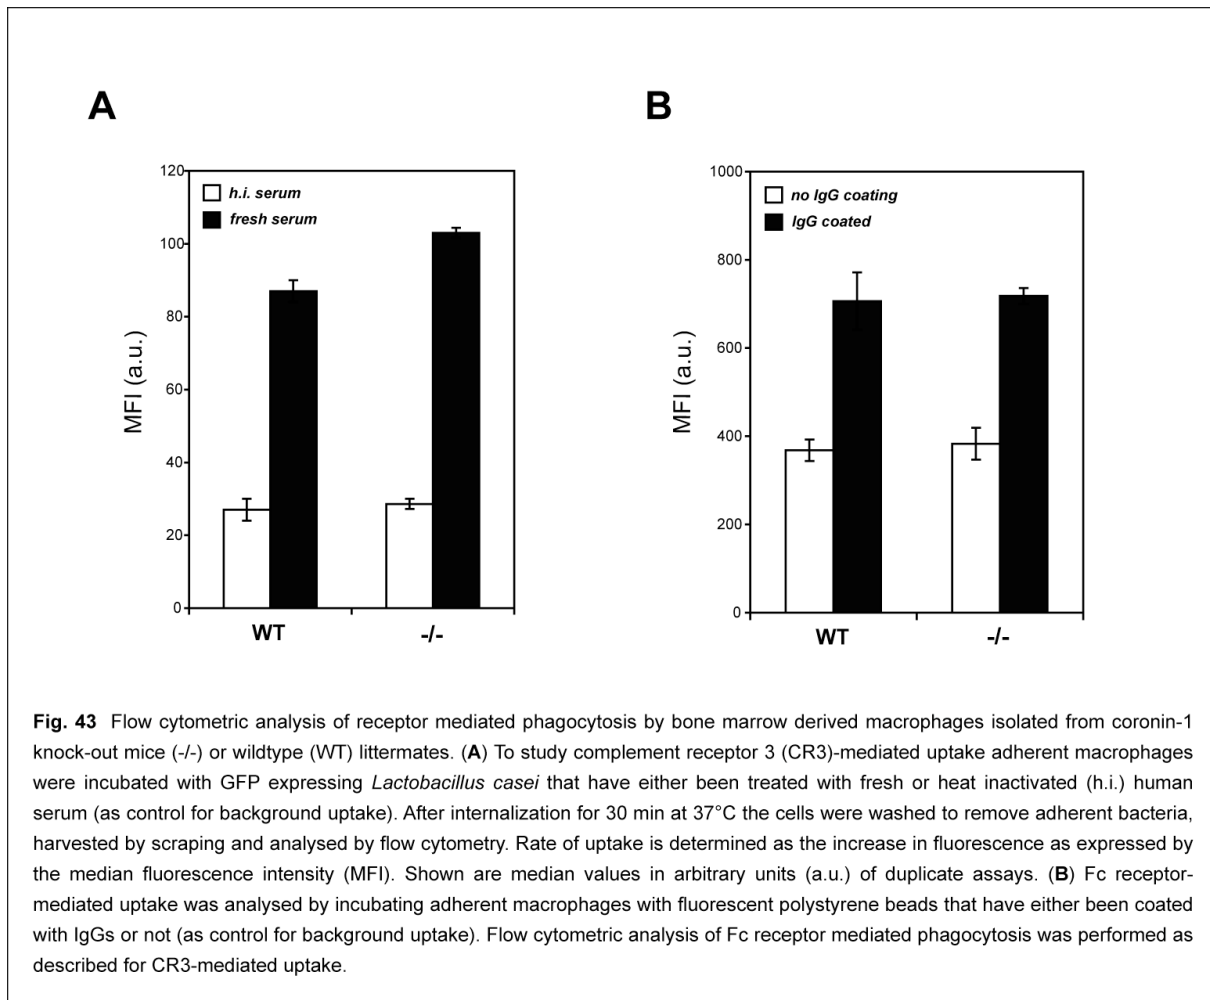 A
B
120
100
80
60
40
20
0
MFI (a.u.)
h.i. serum
fresh serum
WT
-/-
1000
800
600
400
200
0
MFI (a.u.)
no IgG coating
IgG coated
WT
-/-
Fig. 43 Flow cytometric analysis of receptor mediated phagocytosis by bone marrow derived macrophages isolated from coronin-1
knock-out mice (-/-) or wildtype (WT) littermates. (A) To study complement receptor 3 (CR3)-mediated uptake adherent macrophages
were incubated with GFP expressing Lactobacillus casei that have either been treated with fresh or heat inactivated (h.i.) human
serum (as control for background uptake). After internalization for 30 min at 37°C the cells were washed to remove adherent bacteria,
harvested by scraping and analysed by flow cytometry. Rate of uptake is determined as the increase in fluorescence as expressed by
the median fluorescence intensity (MFI). Shown are median values in arbitrary units (a.u.) of duplicate assays. (B) Fc receptor-
mediated uptake was analysed by incubating adherent macrophages with fluorescent polystyrene beads that have either been coated
with IgGs or not (as control for background uptake). Flow cytometric analysis of Fc receptor mediated phagocytosis was performed as
described for CR3-mediated uptake.